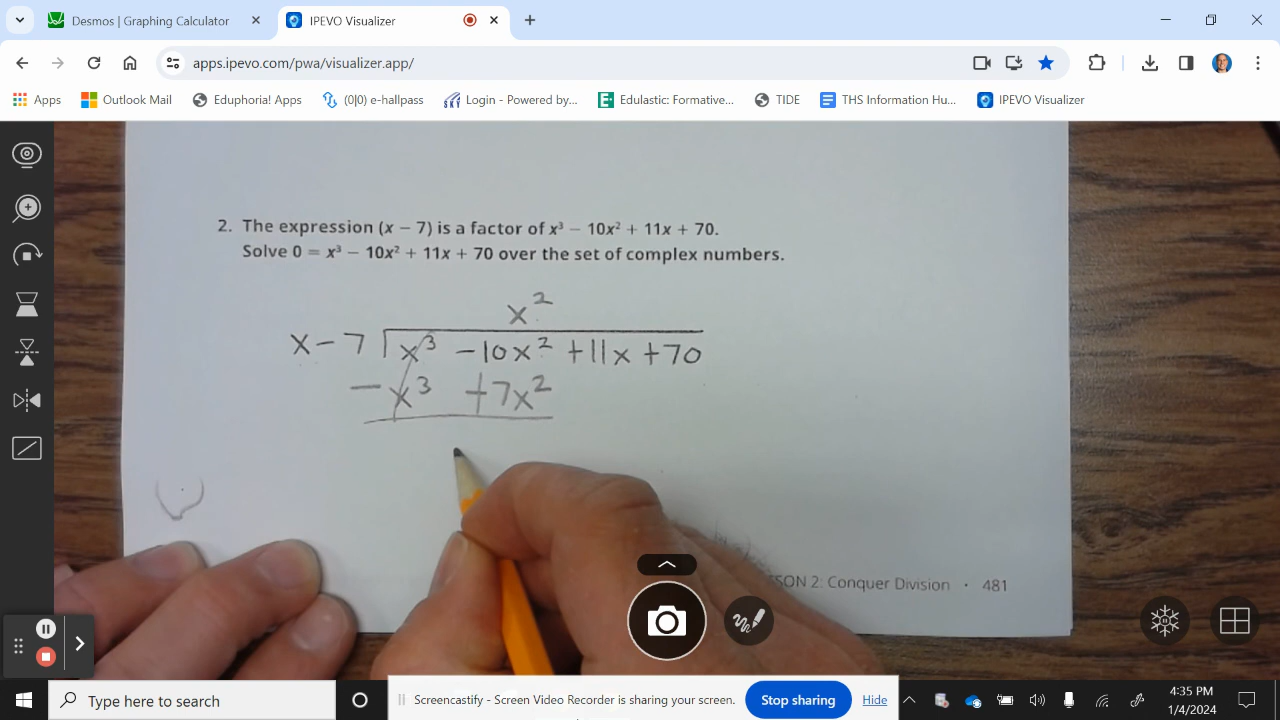 Desmos | Graphing Calculator
IPEVO Visualizer
apps.ipevo.com/pwa/visualizer.app/
Apps
Outlook Mail
Eduphoria! Apps
(0|0) e-hallpass
Login - Powered by...
Edulastic: Formative...
TIDE
THS Information Hu...
IPEVO Visualizer
2. The expression (x − 7) is a factor of x³ − 10x² + 11x + 70.
Solve 0 = x³ − 10x² + 11x + 70 over the set of complex numbers.
x²
x − 7 x³ − 10x² + 11x + 70
− x³ + 7x²
SON 2: Conquer Division • 481
Type here to search
Screencastify - Screen Video Recorder is sharing your screen.
Stop sharing
Hide
4:35 PM
1/4/2024